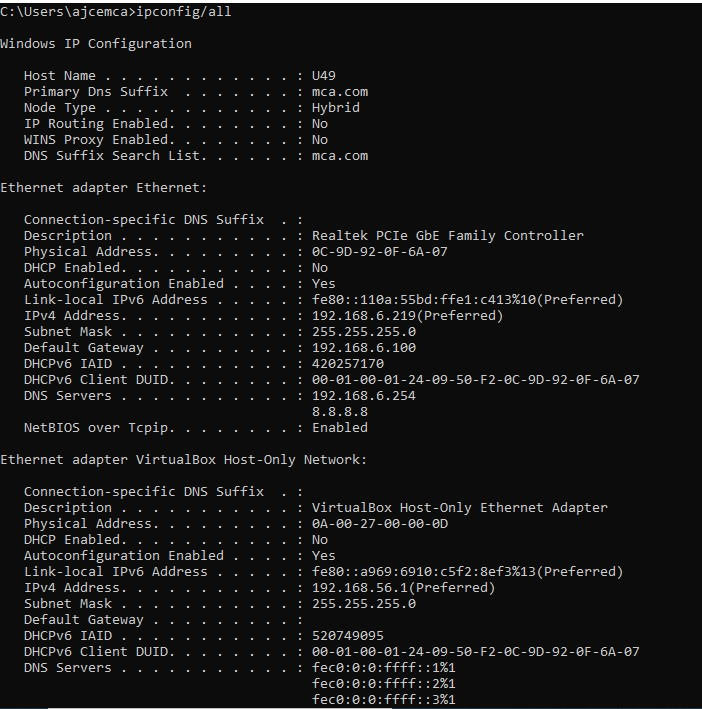 C:\Users\ajcemca>ipconfig/all
Windows IP Configuration
Host Name . . . . . . . . . . . . : U49
Primary Dns Suffix  . . . . . . . : mca.com
Node Type . . . . . . . . . . . . : Hybrid
IP Routing Enabled. . . . . . . . : No
WINS Proxy Enabled. . . . . . . . : No
DNS Suffix Search List. . . . . . : mca.com
Ethernet adapter Ethernet:
Connection-specific DNS Suffix  . :
Description . . . . . . . . . . . : Realtek PCIe GbE Family Controller
Physical Address. . . . . . . . . : 0C-9D-92-0F-6A-07
DHCP Enabled. . . . . . . . . . . : No
Autoconfiguration Enabled . . . . : Yes
Link-local IPv6 Address . . . . . : fe80::110a:55bd:ffe1:c413%10(Preferred)
IPv4 Address. . . . . . . . . . . : 192.168.6.219(Preferred)
Subnet Mask . . . . . . . . . . . : 255.255.255.0
Default Gateway . . . . . . . . . : 192.168.6.100
DHCPv6 IAID . . . . . . . . . . . : 420257170
DHCPv6 Client DUID. . . . . . . . : 00-01-00-01-24-09-50-F2-0C-9D-92-0F-6A-07
DNS Servers . . . . . . . . . . . : 192.168.6.254
8.8.8.8
NetBIOS over Tcpip. . . . . . . . : Enabled
Ethernet adapter VirtualBox Host-Only Network:
Connection-specific DNS Suffix  . :
Description . . . . . . . . . . . : VirtualBox Host-Only Ethernet Adapter
Physical Address. . . . . . . . . : 0A-00-27-00-00-0D
DHCP Enabled. . . . . . . . . . . : No
Autoconfiguration Enabled . . . . : Yes
Link-local IPv6 Address . . . . . : fe80::a969:6910:c5f2:8ef3%13(Preferred)
IPv4 Address. . . . . . . . . . . : 192.168.56.1(Preferred)
Subnet Mask . . . . . . . . . . . : 255.255.255.0
Default Gateway . . . . . . . . . :
DHCPv6 IAID . . . . . . . . . . . : 520749095
DHCPv6 Client DUID. . . . . . . . : 00-01-00-01-24-09-50-F2-0C-9D-92-0F-6A-07
DNS Servers . . . . . . . . . . . : fec0:0:0:ffff::1%1
fec0:0:0:ffff::2%1
fec0:0:0:ffff::3%1